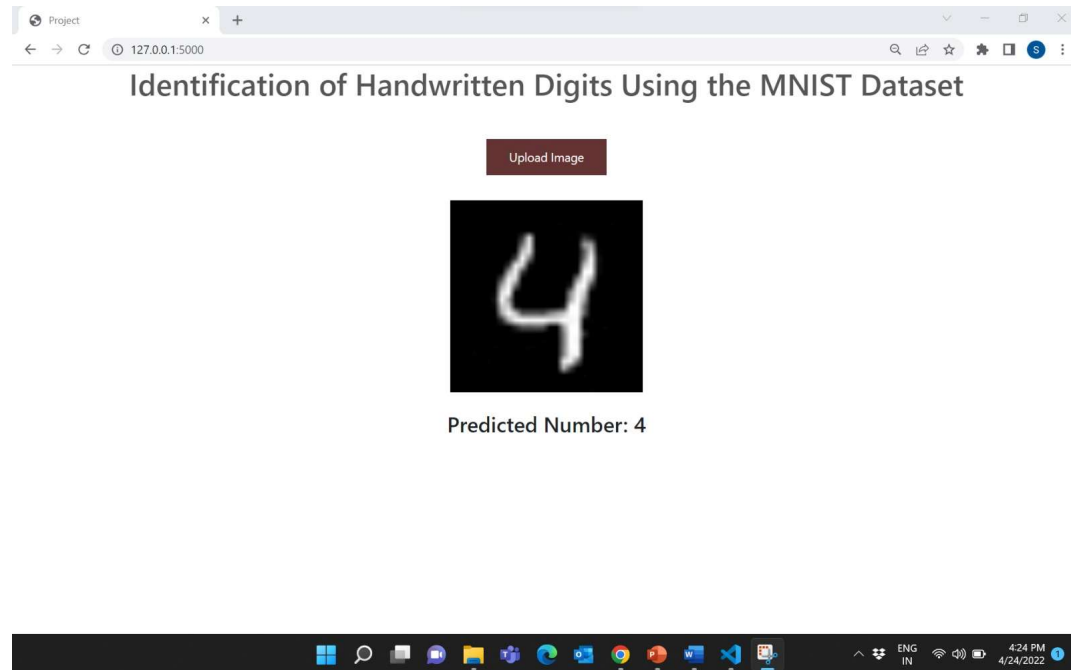 Project
127.0.0.1:5000
S
Identification of Handwritten Digits Using the MNIST Dataset
Upload Image
4
Predicted Number: 4
ENG
IN
4:24 PM
4/24/2022
1